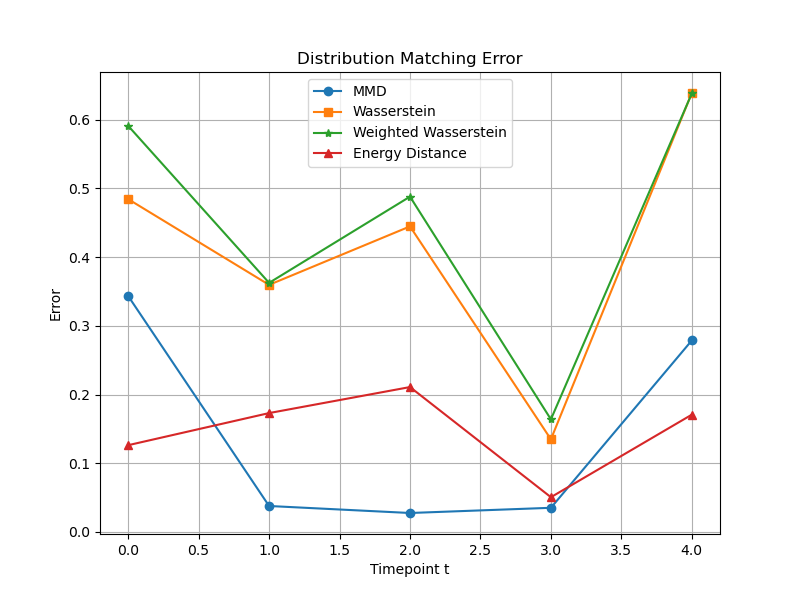 Distribution Matching Error
MMD
Wasserstein
Weighted Wasserstein
Energy Distance
Error
0.6
0.5
0.4
0.3
0.2
0.1
0.0
0.0 0.5 1.0 1.5 2.0 2.5 3.0 3.5 4.0
Timepoint t